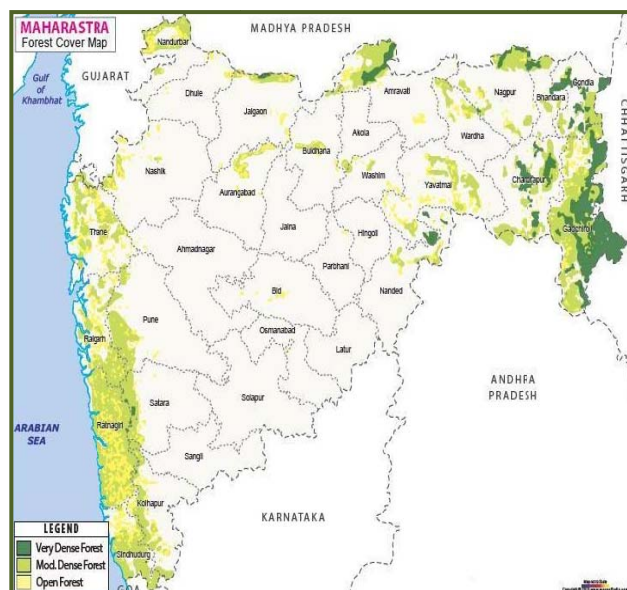 MAHARASTRA
Forest Cover Map
MADHYA PRADESH
Nandurbar
GUJARAT
Gulf
of
Khambhat
Dhule
Jalgaon
Amravati
Nagpur
Bhandara
Gondia
CHHATTISGARH
Akola
Wardha
Buldhana
Nashik
Washim
Yavatmal
Chandrapur
Aurangabad
Gadchiroli
Thane
Jalna
Hingoli
Ahmadnagar
Parbhani
Bid
Nanded
Pune
Raigarh
Osmanabad
Latur
ANDHRA
PRADESH
Satara
Solapur
Ratnagiri
ARABIAN
SEA
Sangli
Kolhapur
KARNATAKA
LEGEND
Very Dense Forest
Mod. Dense Forest
Open Forest
Sindhudurg
GOA